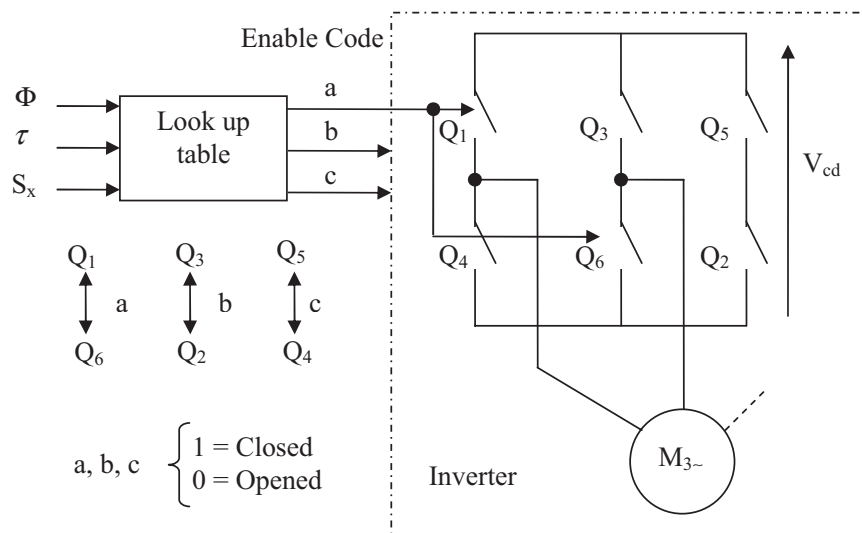 Enable Code
Φ
τ
Sₓ
Look up
table
a
b
c
Q₁
Q₃
Q₅
V_cd
Q₄
Q₆
Q₂
Q₁
Q₃
Q₅
a
b
c
Q₆
Q₂
Q₄
a, b, c
1 = Closed
0 = Opened
Inverter
M₃~